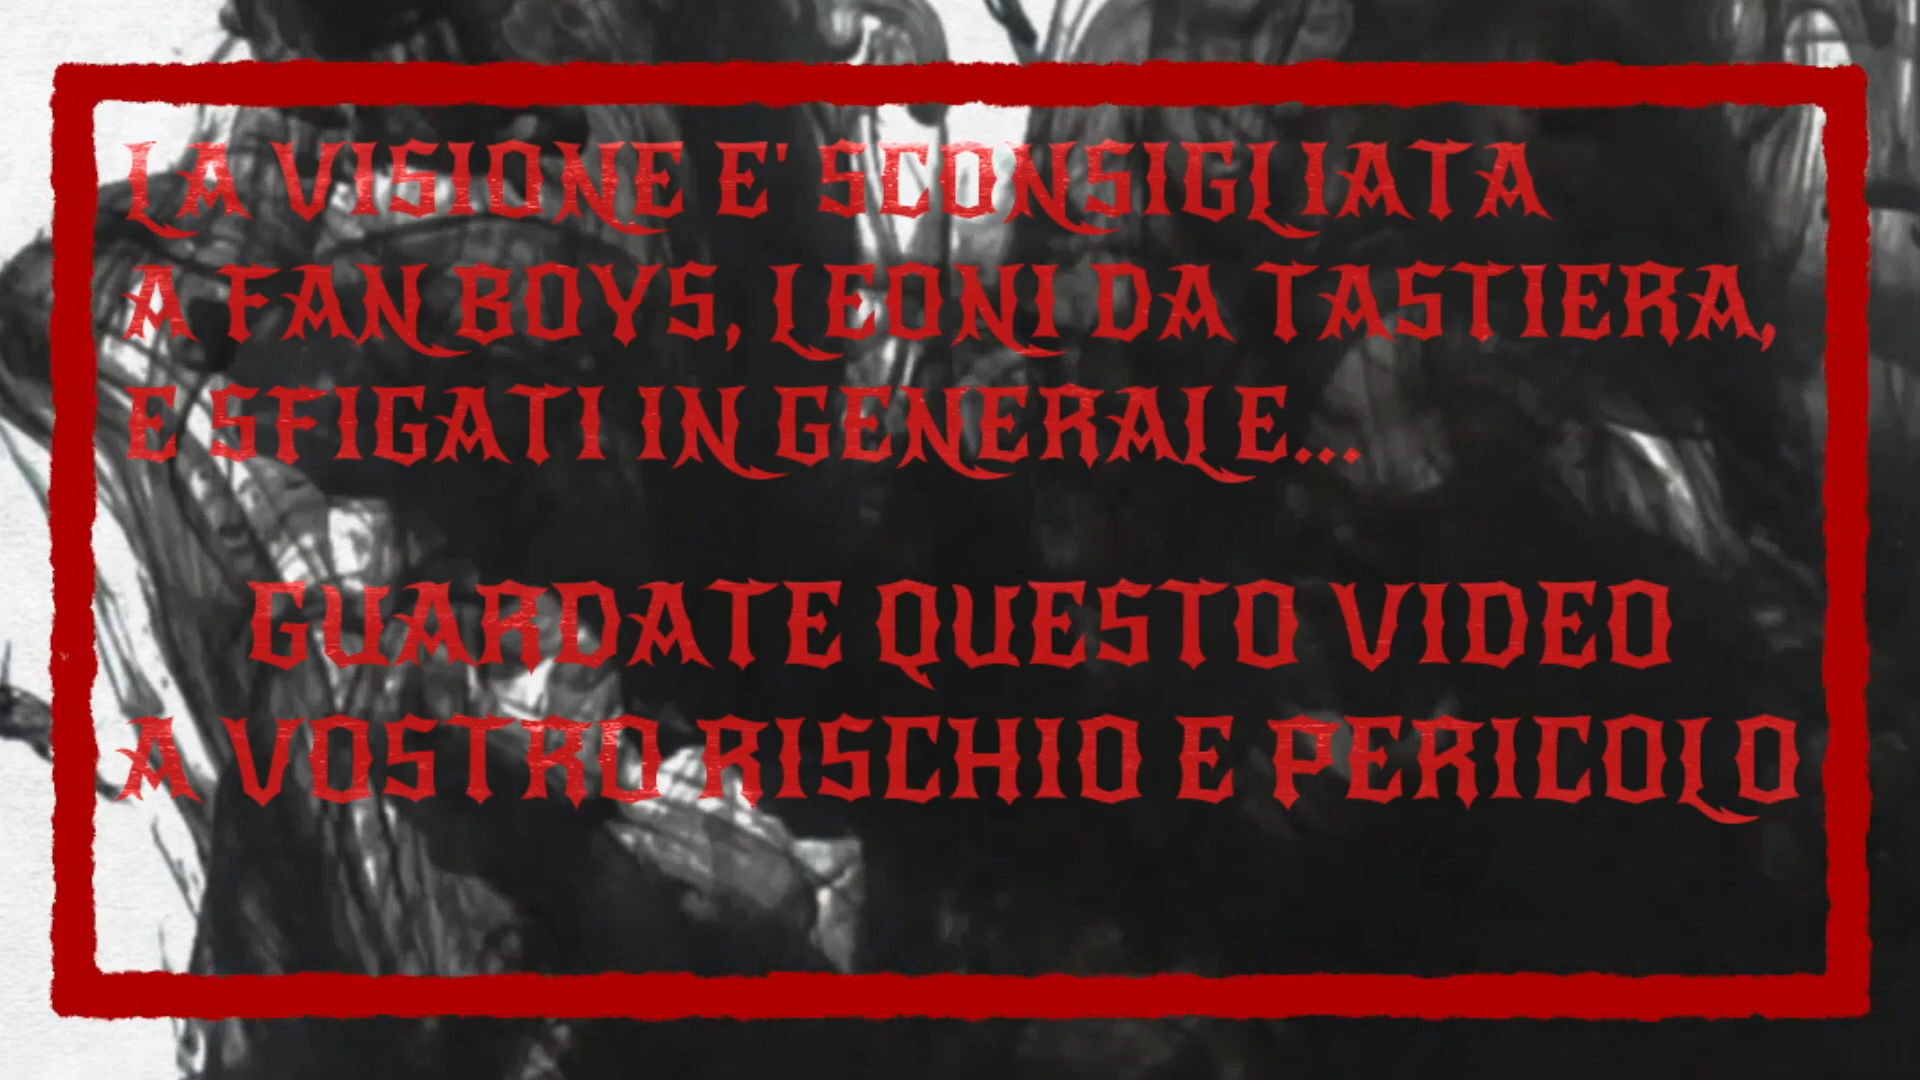 LA VISIONE E' SCONSIGLIATA
A FAN BOYS, LEONI DA TASTIERA,
E SFIGATI IN GENERALE...
GUARDATE QUESTO VIDEO
A VOSTRO RISCHIO E PERICOLO